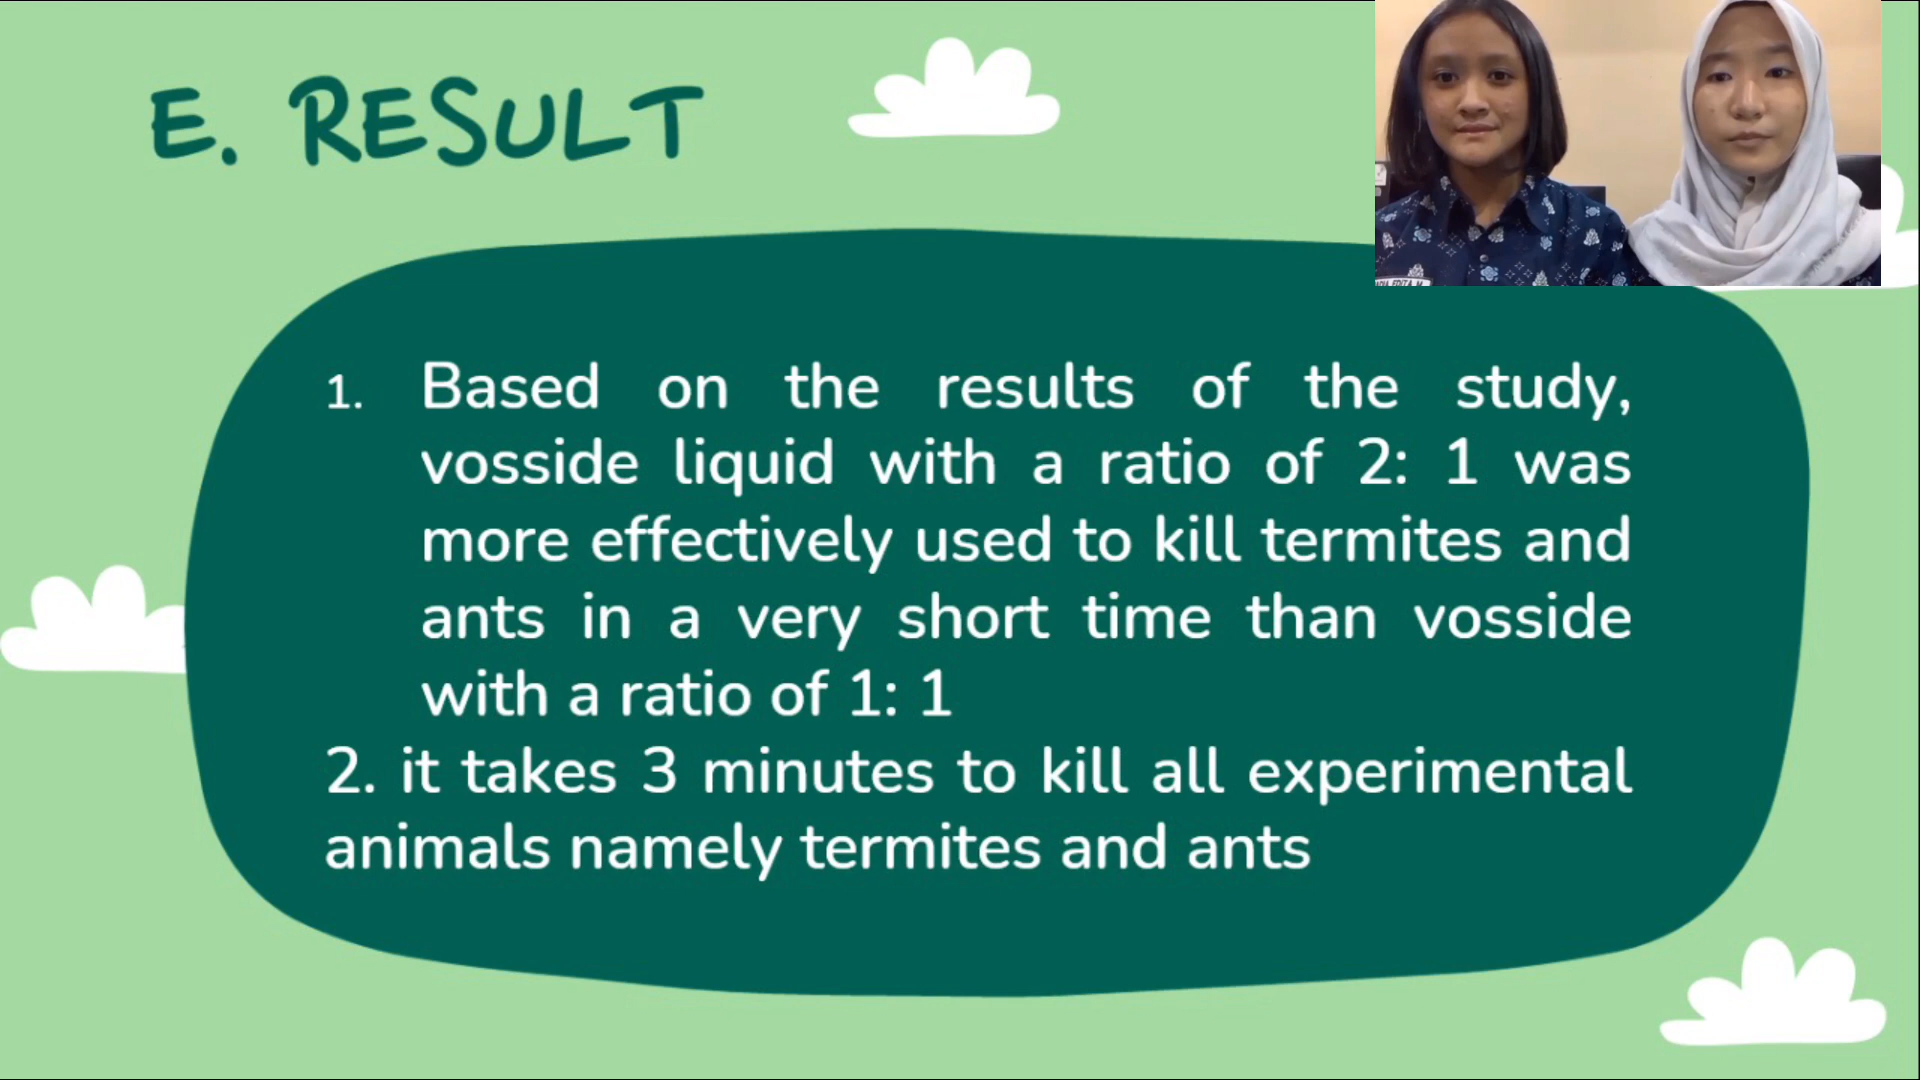 E. RESULT
1. Based on the results of the study,
vosside liquid with a ratio of 2: 1 was
more effectively used to kill termites and
ants in a very short time than vosside
with a ratio of 1: 1
2. it takes 3 minutes to kill all experimental
animals namely termites and ants